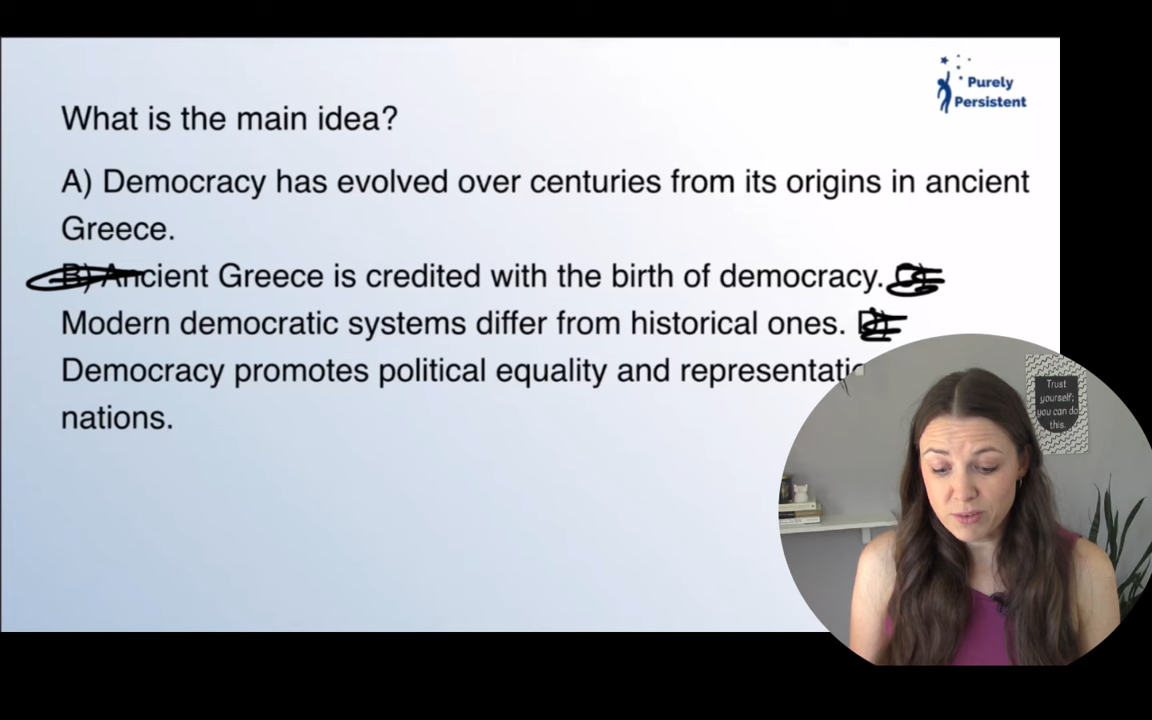 Purely
Persistent
What is the main idea?
A) Democracy has evolved over centuries from its origins in ancient
Greece.
B) Ancient Greece is credited with the birth of democracy.
Modern democratic systems differ from historical ones. D)
Democracy promotes political equality and
nations.
Trust
yourself;
you can do
this.